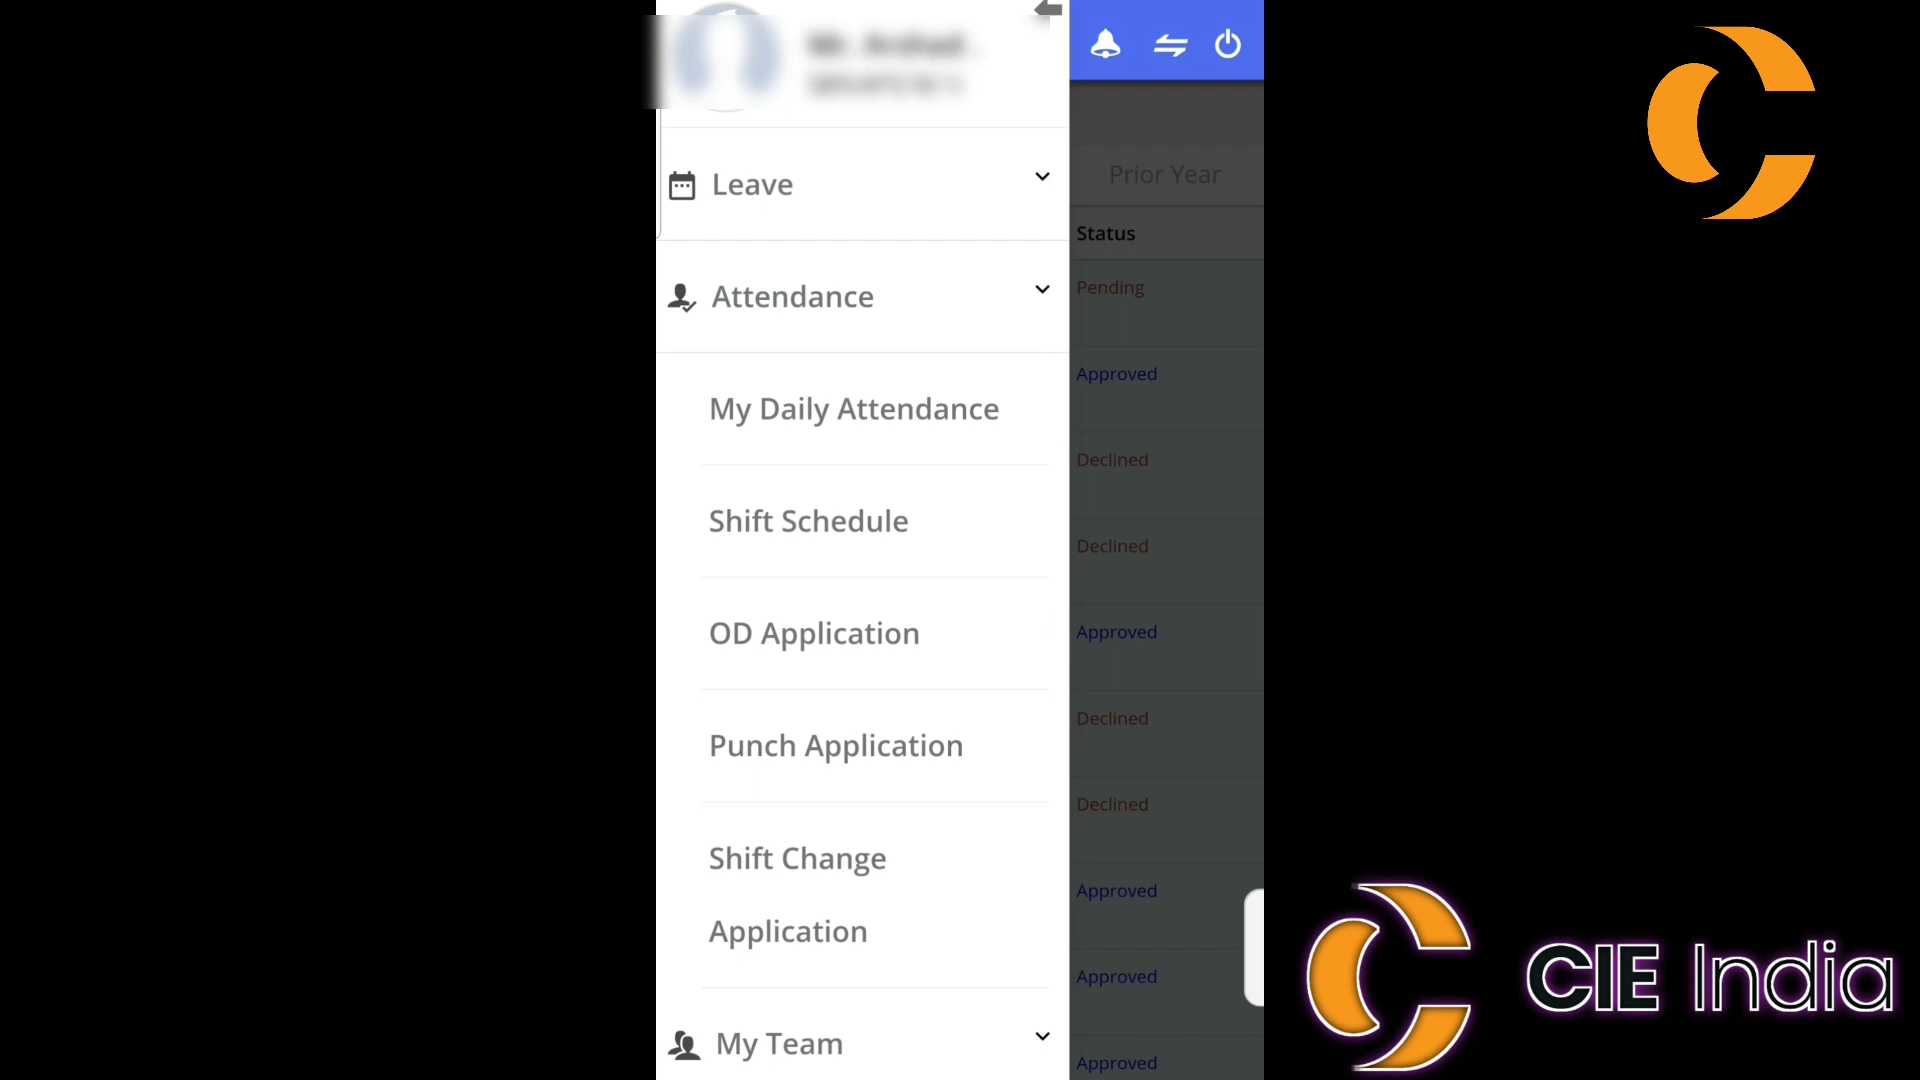 Leave
Attendance
My Daily Attendance
Shift Schedule
OD Application
Punch Application
Shift Change
Application
My Team
Prior Year
Status
Pending
Approved
Declined
Declined
Approved
Declined
Declined
Approved
Approved
Approved
CIE India